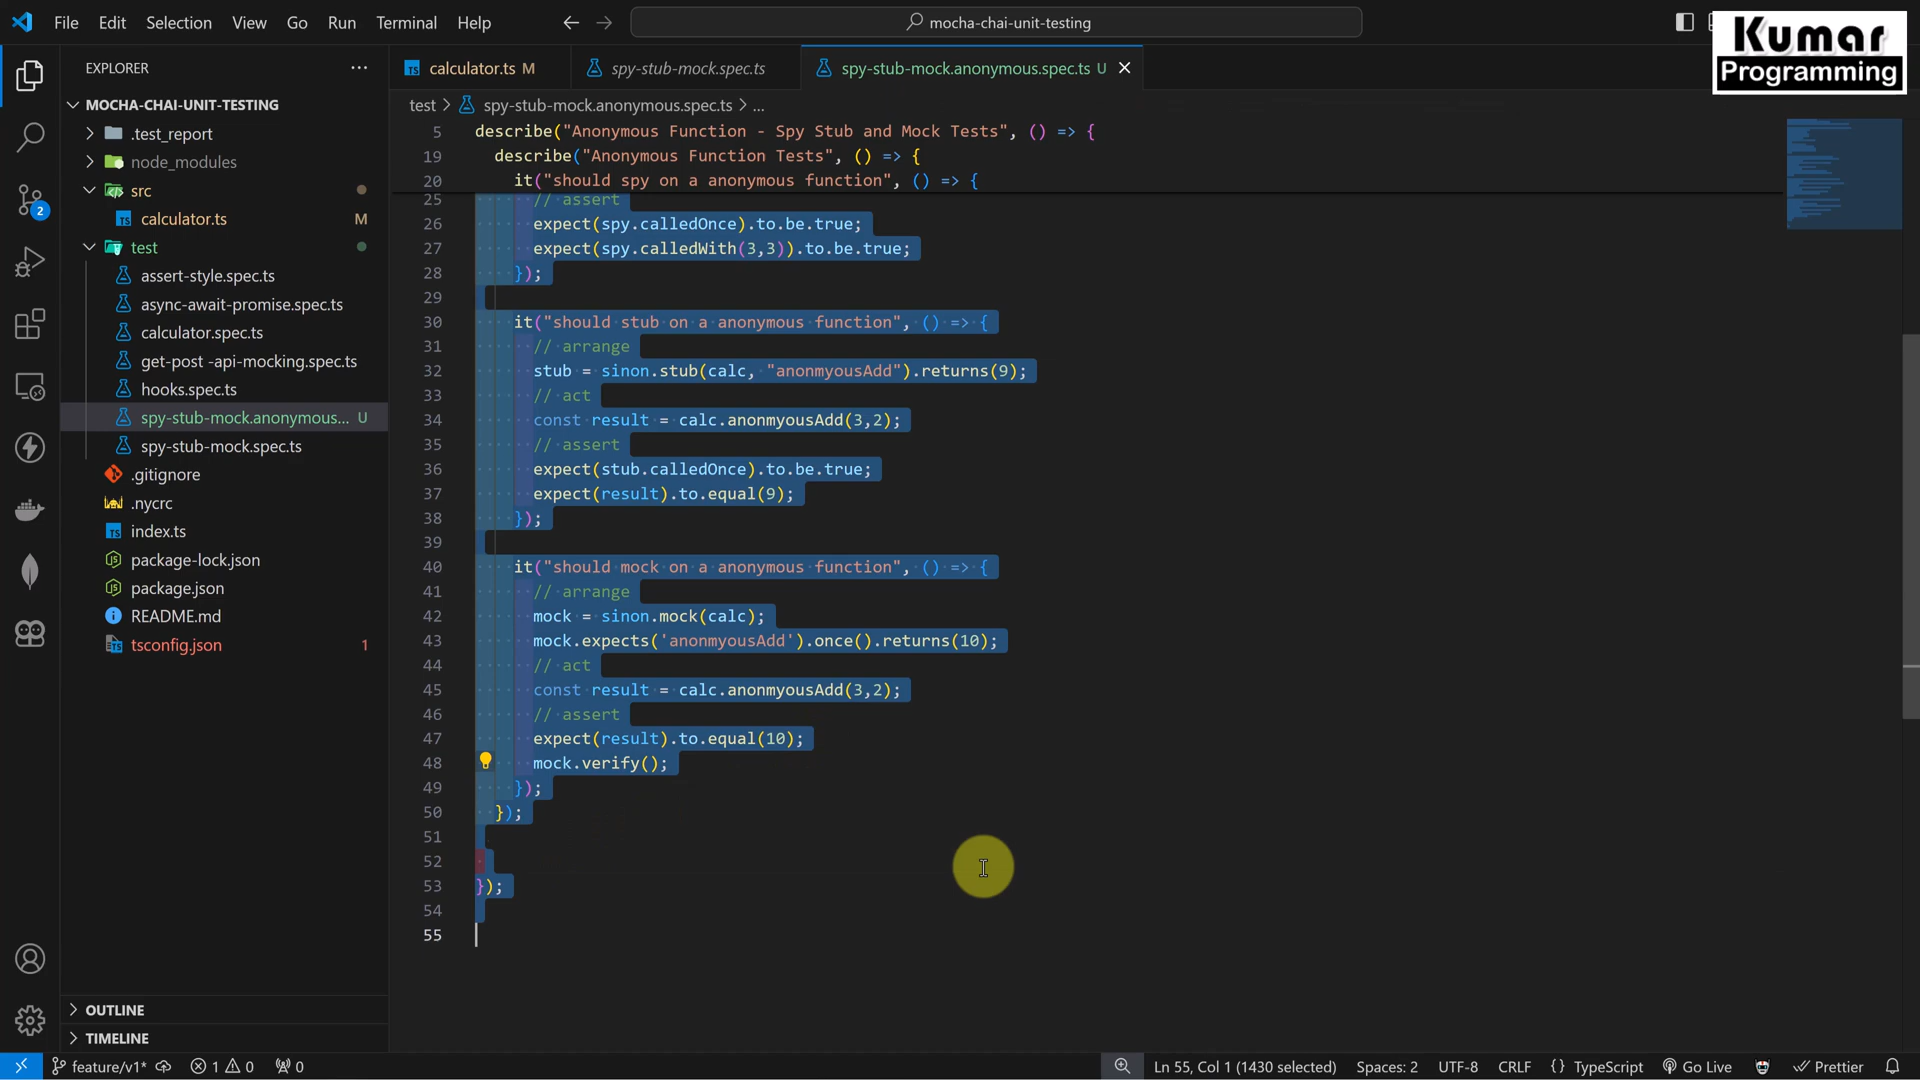 File Edit Selection View Go Run Terminal Help
mocha-chai-unit-testing
Kumar
Programming
EXPLORER
MOCHA-CHAI-UNIT-TESTING
.test_report
node_modules
src
calculator.ts M
test
assert-style.spec.ts
async-await-promise.spec.ts
calculator.spec.ts
get-post -api-mocking.spec.ts
hooks.spec.ts
spy-stub-mock.anonymous... U
spy-stub-mock.spec.ts
.gitignore
.nycrc
index.ts
package-lock.json
package.json
README.md
tsconfig.json 1
OUTLINE
TIMELINE
2
calculator.ts M
spy-stub-mock.spec.ts
spy-stub-mock.anonymous.spec.ts U
test > spy-stub-mock.anonymous.spec.ts > ...
5 describe("Anonymous Function - Spy Stub and Mock Tests", () => {
19 describe("Anonymous Function Tests", () => {
20 it("should spy on a anonymous function", () => {
25 // assert
26 expect(spy.calledOnce).to.be.true;
27 expect(spy.calledWith(3,3)).to.be.true;
28 });
29
30 it("should stub on a anonymous function", () => {
31 // arrange
32 stub = sinon.stub(calc, "anonmyousAdd").returns(9);
33 // act
34 const result = calc.anonmyousAdd(3,2);
35 // assert
36 expect(stub.calledOnce).to.be.true;
37 expect(result).to.equal(9);
38 });
39
40 it("should mock on a anonymous function", () => {
41 // arrange
42 mock = sinon.mock(calc);
43 mock.expects('anonmyousAdd').once().returns(10);
44 // act
45 const result = calc.anonmyousAdd(3,2);
46 // assert
47 expect(result).to.equal(10);
48 mock.verify();
49 });
50 });
51
52
53 });
54
55
feature/v1* 1 0 0
Ln 55, Col 1 (1430 selected) Spaces: 2 UTF-8 CRLF {} TypeScript Go Live Prettier